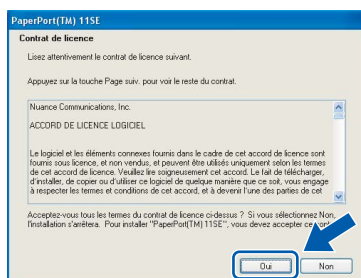 PaperPort(TM) 11SE
Contrat de licence
Lisez attentivement le contrat de licence suivant.
Appuyez sur la touche Page suiv. pour voir le reste du contrat.
Nuance Communications, Inc.
ACCORD DE LICENCE LOGICIEL
Le logiciel et les éléments connexes fournis dans le cadre de cet accord de licence sont
fournis sous licence, et non vendus, et peuvent être utilisés uniquement selon les termes
de cet accord de licence. Veuillez lire soigneusement cet accord. Le fait de télécharger,
d'installer, de copier ou d'utiliser ce logiciel de quelque manière que ce soit, vous engage
à respecter les termes et conditions de cet accord, et à devenir l'une des parties de cet
Acceptez-vous tous les termes du contrat de licence ci-dessus ? Si vous sélectionnez Non,
l'installation s'arrêtera. Pour installer "PaperPort(TM) 11SE", vous devez accepter ce
Oui Non